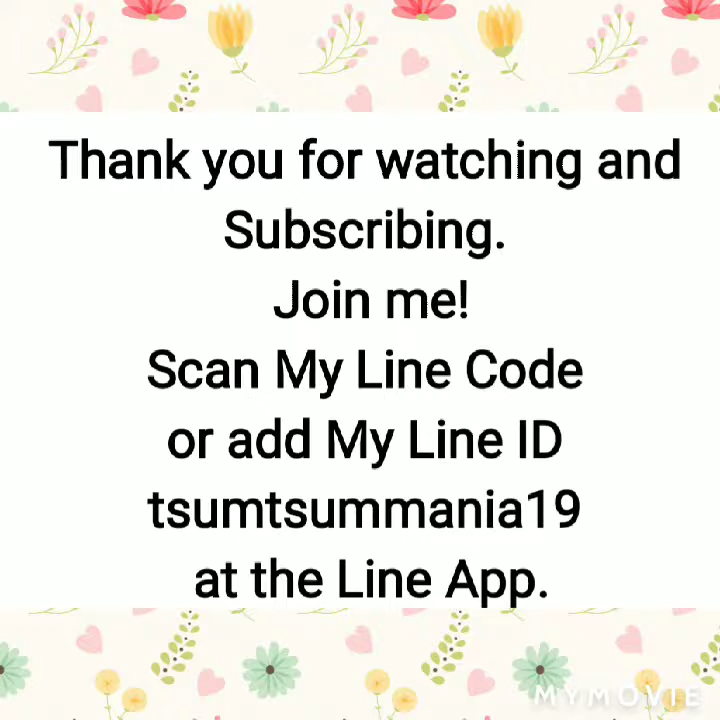 Thank you for watching and
Subscribing.
Join me!
Scan My Line Code
or add My Line ID
tsumtsummania19
at the Line App.
MYMOVIE